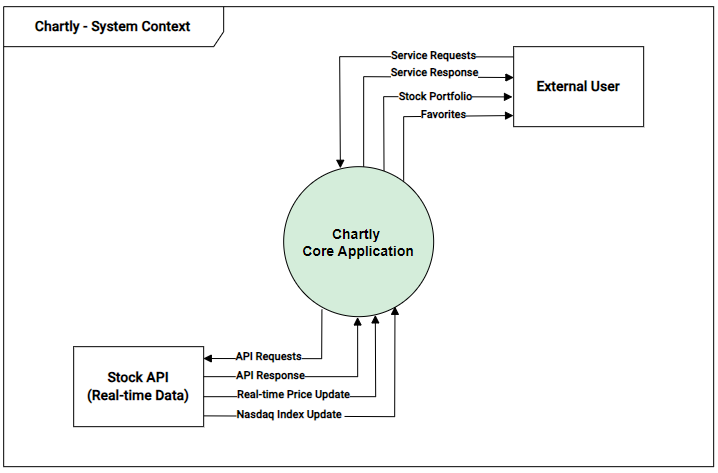 Chartly - System Context
Service Requests
Service Response
Stock Portfolio
Favorites
External User
Chartly
Core Application
Stock API
(Real-time Data)
API Requests
API Response
Real-time Price Update
Nasdaq Index Update